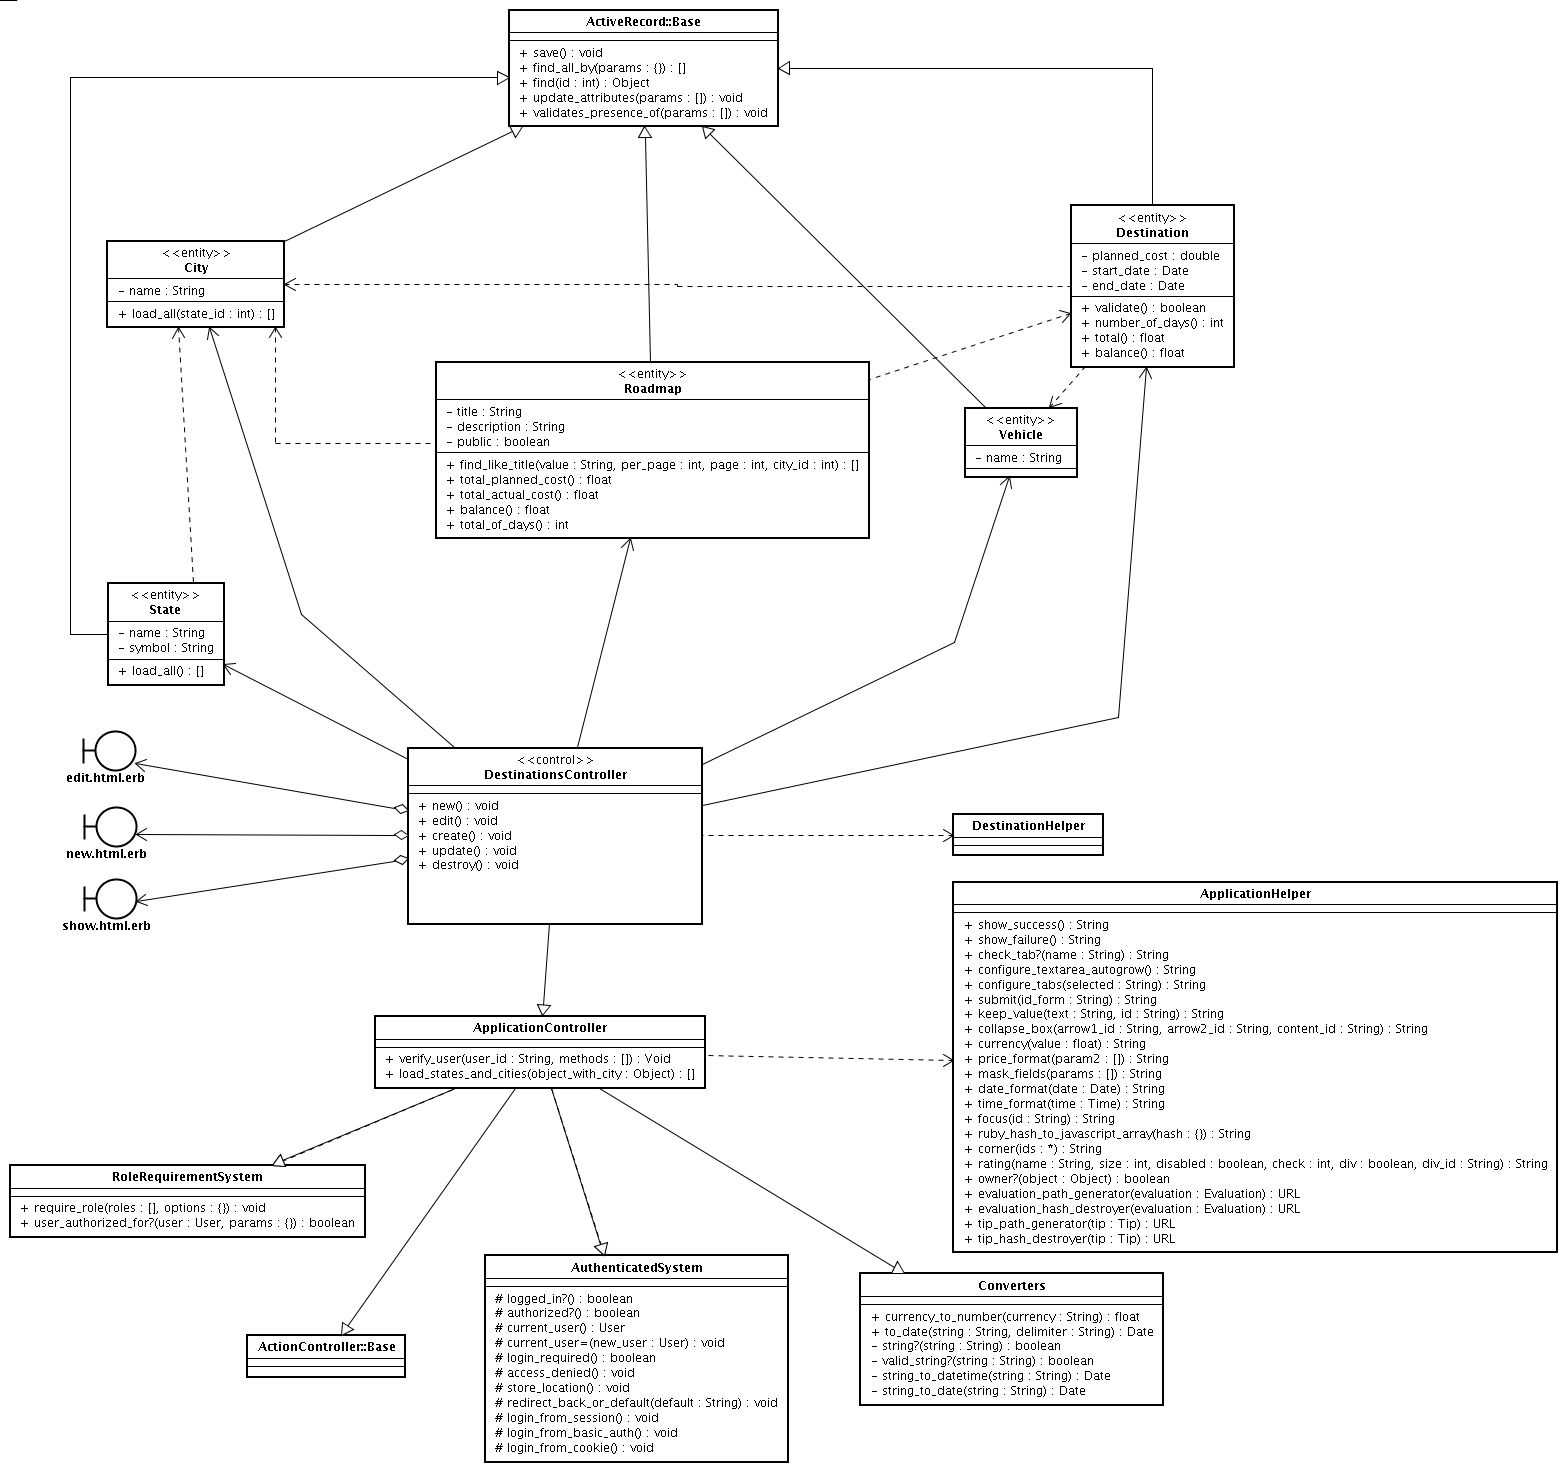 ActiveRecord::Base
+ save() : void
+ find_all_by(params : {}) : []
+ find(id : int) : Object
+ update_attributes(params : []) : void
+ validates_presence_of(params : []) : void
<<entity>>
Destination
- planned_cost : double
- start_date : Date
- end_date : Date
+ validate() : boolean
+ number_of_days() : int
+ total() : float
+ balance() : float
<<entity>>
City
- name : String
+ load_all(state_id : int) : []
<<entity>>
Roadmap
- title : String
- description : String
- public : boolean
+ find_like_title(value : String, per_page : int, page : int, city_id : int) : []
+ total_planned_cost() : float
+ total_actual_cost() : float
+ balance() : float
+ total_of_days() : int
<<entity>>
Vehicle
- name : String
<<entity>>
State
- name : String
- symbol : String
+ load_all() : []
edit.html.erb
new.html.erb
show.html.erb
<<control>>
DestinationsController
+ new() : void
+ edit() : void
+ create() : void
+ update() : void
+ destroy() : void
DestinationHelper
ApplicationHelper
+ show_success() : String
+ show_failure() : String
+ check_tab?(name : String) : String
+ configure_textarea_autogrow() : String
+ configure_tabs(selected : String) : String
+ submit(id_form : String) : String
+ keep_value(text : String, id : String) : String
+ collapse_box(arrow1_id : String, arrow2_id : String, content_id : String) : String
+ currency(value : float) : String
+ price_format(param2 : []) : String
+ mask_fields(params : []) : String
+ date_format(date : Date) : String
+ time_format(time : Time) : String
+ focus(id : String) : String
+ ruby_hash_to_javascript_array(hash : {}) : String
+ corner(ids : *) : String
+ rating(name : String, size : int, disabled : boolean, check : int, div : boolean, div_id : String) : String
+ owner?(object : Object) : boolean
+ evaluation_path_generator(evaluation : Evaluation) : URL
+ evaluation_hash_destroyer(evaluation : Evaluation) : URL
+ tip_path_generator(tip : Tip) : URL
+ tip_hash_destroyer(tip : Tip) : URL
ApplicationController
+ verify_user(user_id : String, methods : []) : Void
+ load_states_and_cities(object_with_city : Object) : []
RoleRequirementSystem
+ require_role(roles : [], options : {}) : void
+ user_authorized_for?(user : User, params : {}) : boolean
ActionController::Base
AuthenticatedSystem
# logged_in?() : boolean
# authorized?() : boolean
# current_user() : User
# current_user=(new_user : User) : void
# login_required() : boolean
# access_denied() : void
# store_location() : void
# redirect_back_or_default(default : String) : void
# login_from_session() : void
# login_from_basic_auth() : void
# login_from_cookie() : void
Converters
+ currency_to_number(currency : String) : float
+ to_date(string : String, delimiter : String) : Date
- string?(string : String) : boolean
- valid_string?(string : String) : boolean
- string_to_datetime(string : String) : Date
- string_to_date(string : String) : Date